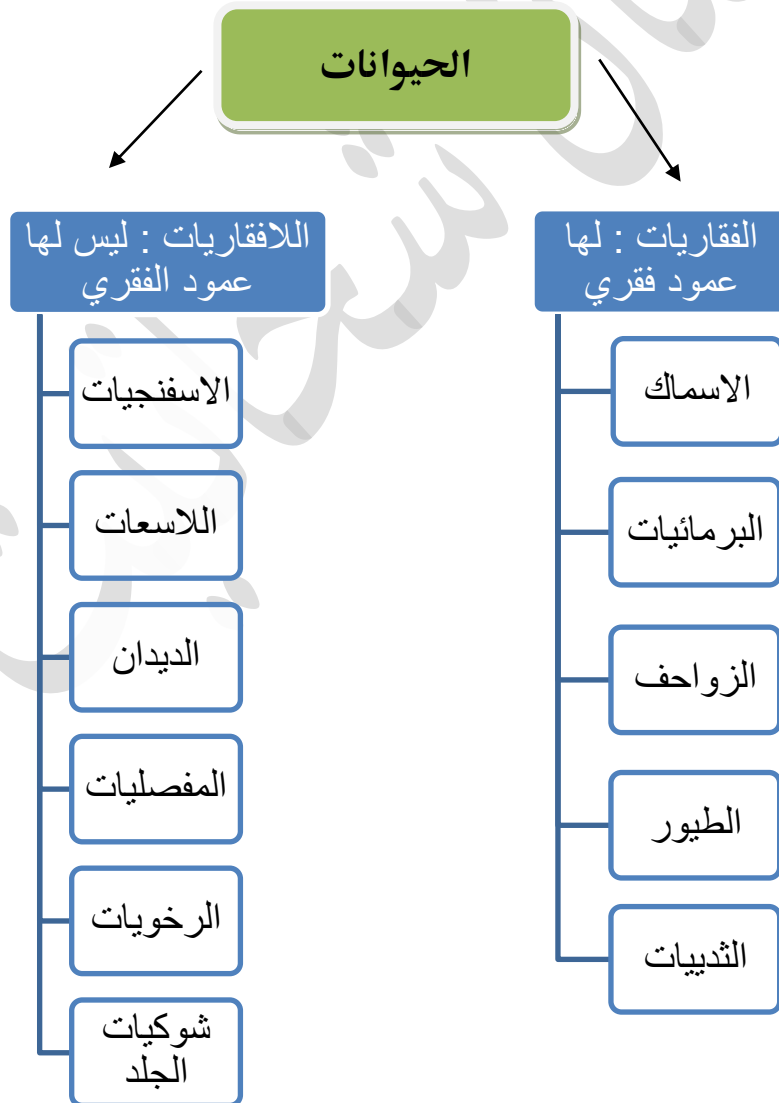 الحيوانات
الفقاريات : لها
عمود فقري
الاسماك
البرمائيات
الزواحف
الطيور
الثدييات
اللافقاريات : ليس لها
عمود الفقري
الاسفنجيات
اللاسعات
الديدان
المفصليات
الرخويات
شوكيات
الجلد